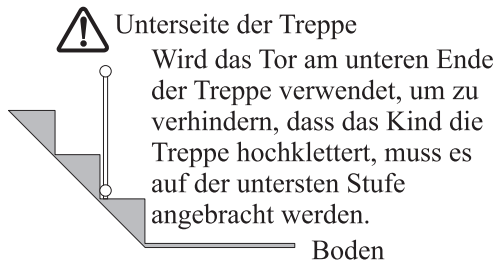 Unterseite der Treppe
Wird das Tor am unteren Ende
der Treppe verwendet, um zu
verhindern, dass das Kind die
Treppe hochklettert, muss es
auf der untersten Stufe
angebracht werden.
Boden